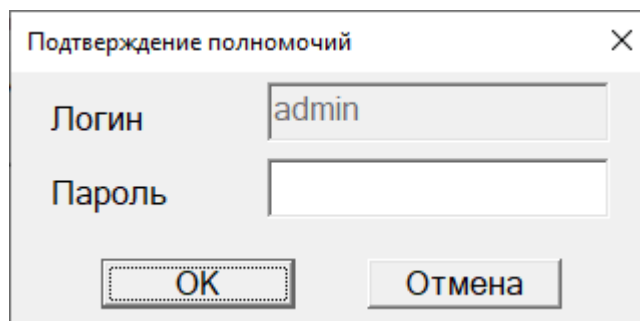 Подтверждение полномочий
Логин admin
Пароль
OK Отмена